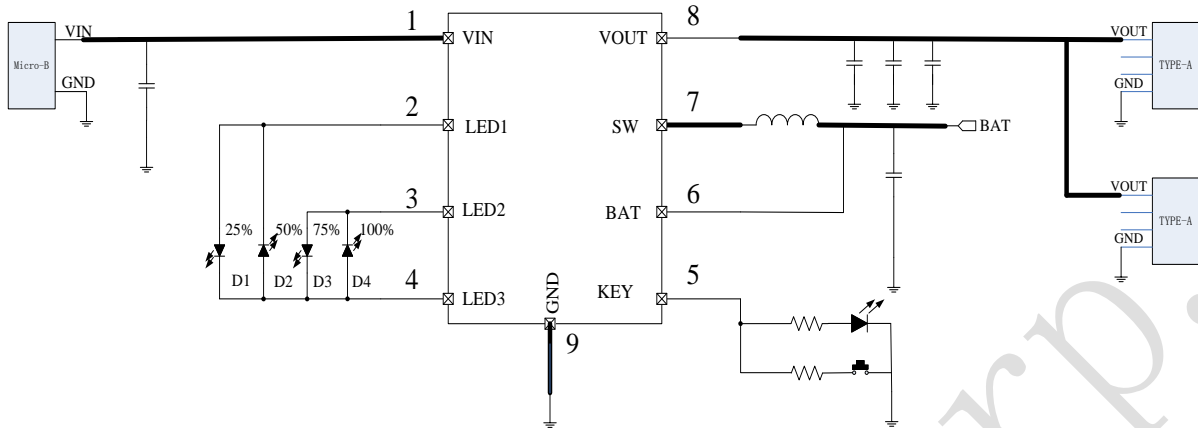 1
8
VIN
VIN
VOUT
VOUT
Micro-B
TYPE-A
GND
GND
2
7
LED1
SW
BAT
3
6
LED2
BAT
VOUT
TYPE-A
25%
50%
75%
100%
GND
D1
D2
D3
D4
4
5
LED3
GND
KEY
9
rp.